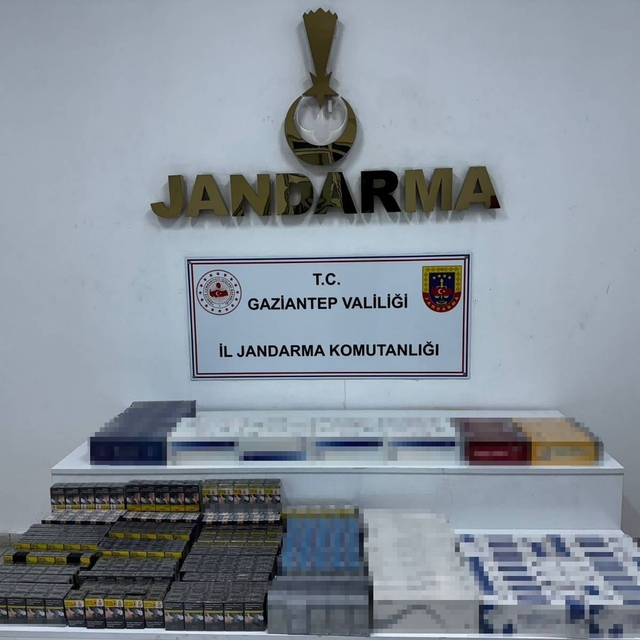 JANDARMA
T.C.
GAZİANTEP VALİLİĞİ
İL JANDARMA KOMUTANLIĞI